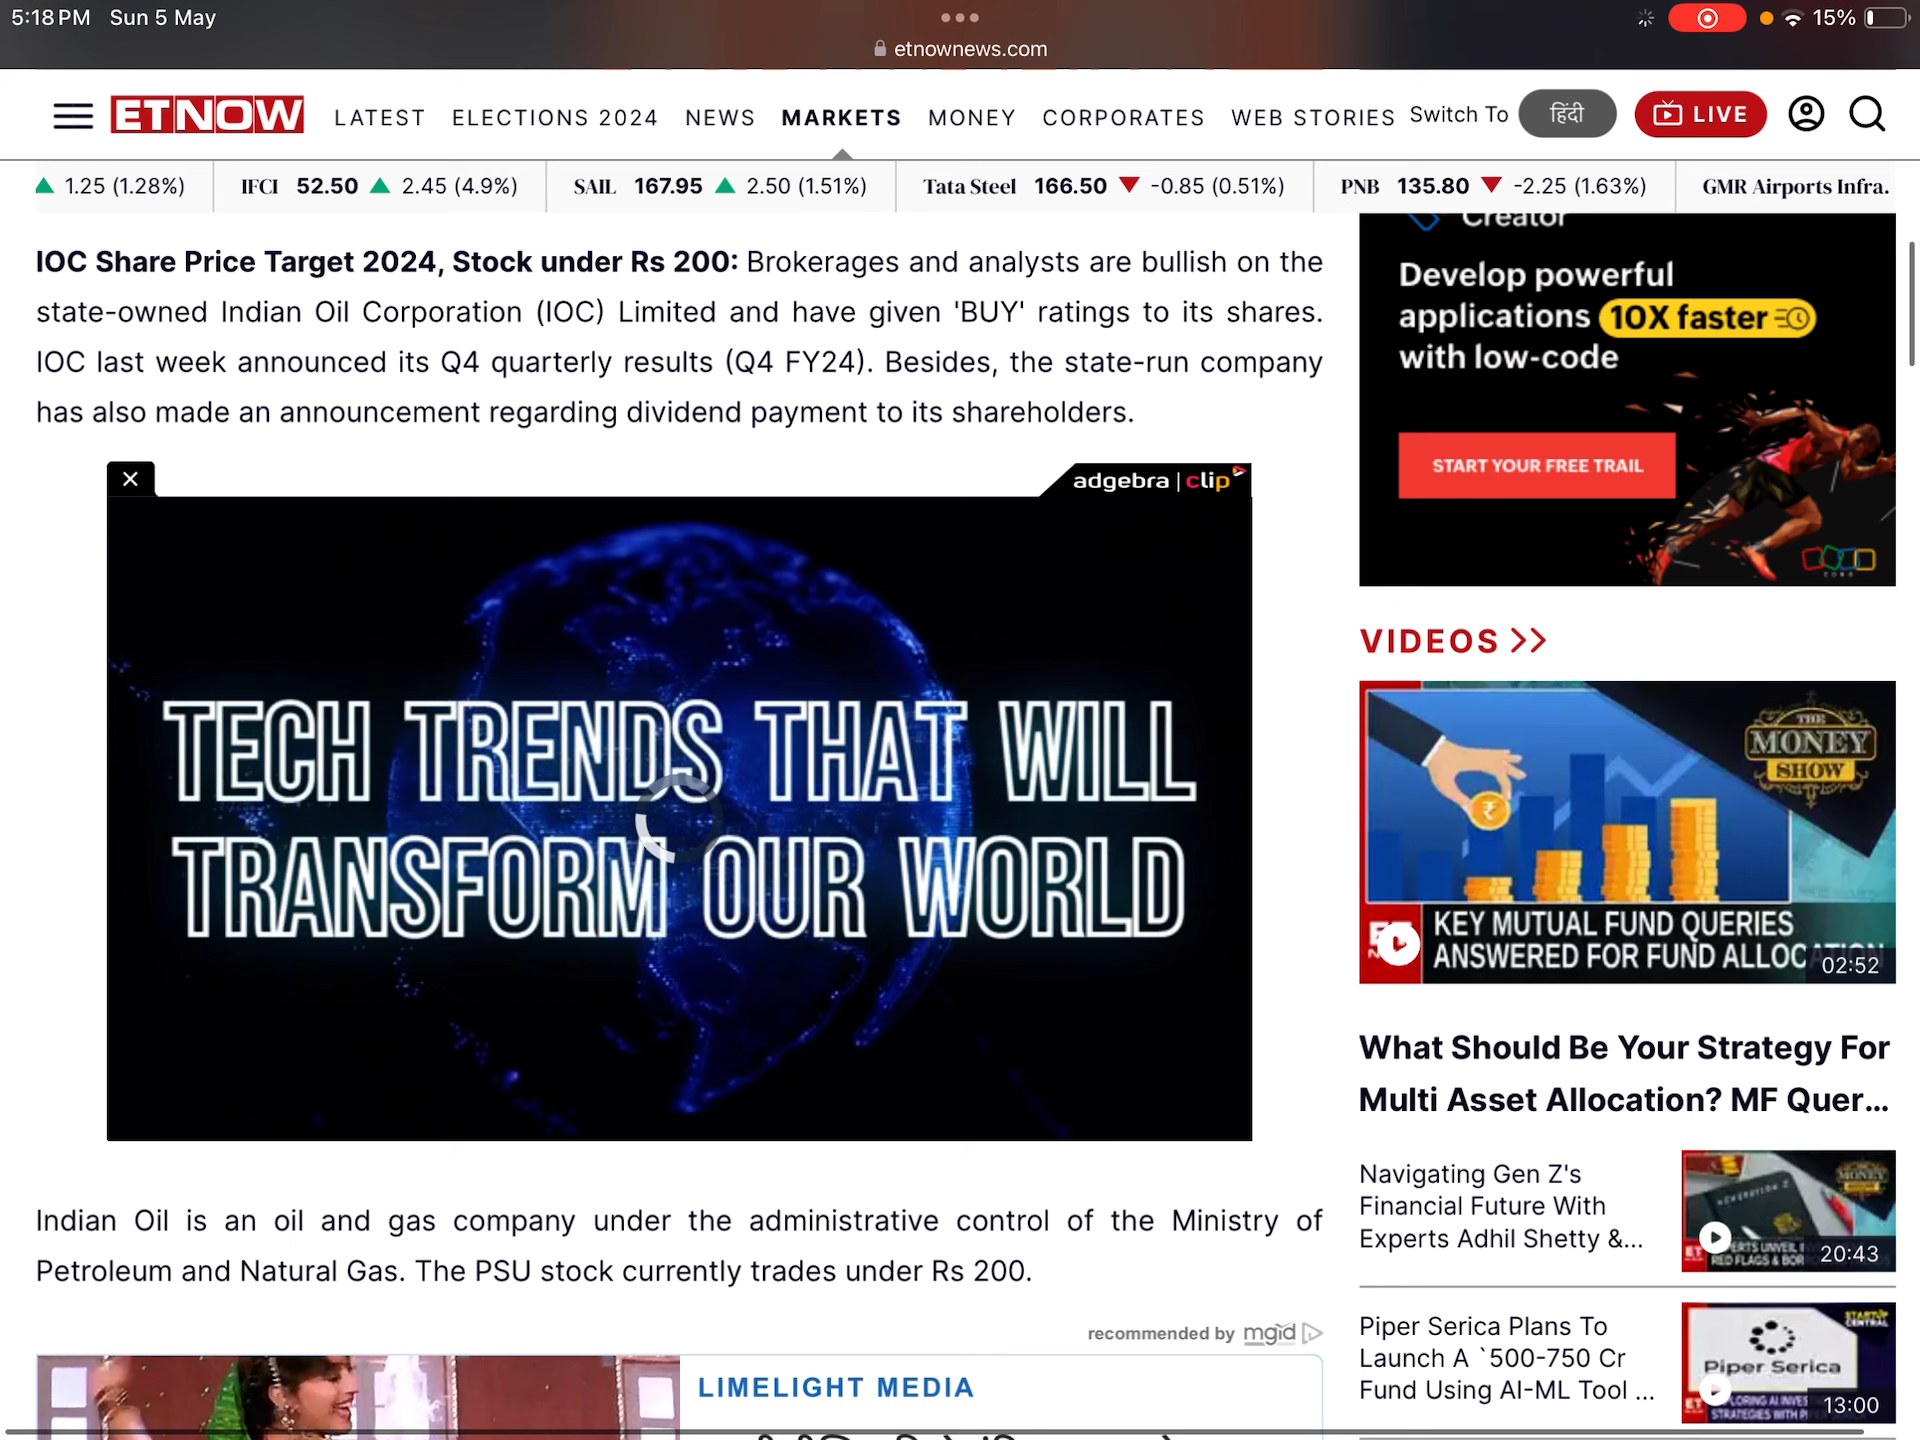 5:18 PM Sun 5 May
15%
etnownews.com
ETNOW LATEST ELECTIONS 2024 NEWS MARKETS MONEY CORPORATES WEB STORIES Switch To हिंदी LIVE
1.25 (1.28%) IFCI 52.50 2.45 (4.9%) SAIL 167.95 2.50 (1.51%) Tata Steel 166.50 -0.85 (0.51%) PNB 135.80 -2.25 (1.63%) GMR Airports Infra.
IOC Share Price Target 2024, Stock under Rs 200: Brokerages and analysts are bullish on the
state-owned Indian Oil Corporation (IOC) Limited and have given 'BUY' ratings to its shares.
IOC last week announced its Q4 quarterly results (Q4 FY24). Besides, the state-run company
has also made an announcement regarding dividend payment to its shareholders.
adgebra | clip
TECH TRENDS THAT WILL
TRANSFORM OUR WORLD
Indian Oil is an oil and gas company under the administrative control of the Ministry of
Petroleum and Natural Gas. The PSU stock currently trades under Rs 200.
recommended by mgid
LIMELIGHT MEDIA
Creator
Develop powerful
applications 10X faster
with low-code
START YOUR FREE TRAIL
VIDEOS >>
THE
MONEY
SHOW
KEY MUTUAL FUND QUERIES
ANSWERED FOR FUND ALLOCATION
02:52
What Should Be Your Strategy For
Multi Asset Allocation? MF Quer...
Navigating Gen Z's
Financial Future With
Experts Adhil Shetty &...
MONEY
20:43
RED FLAGS &
Piper Serica Plans To
Launch A `500-750 Cr
Fund Using AI-ML Tool ...
STARTUP
CENTRAL
Piper Serica
13:00
STRATEGIES WITH